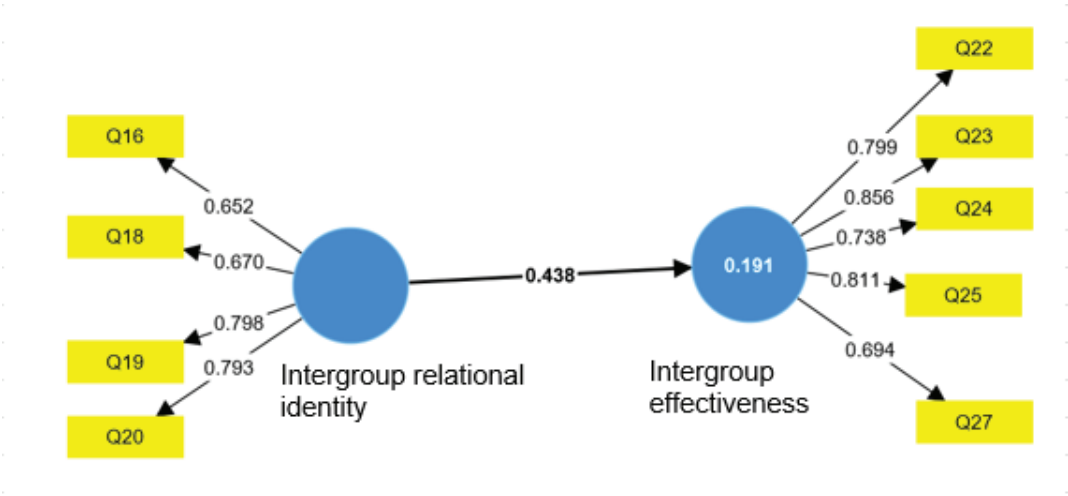 Q22
Q16
Q23
0.799
0.652
0.856
Q24
Q18
0.738
0.670
0.438
0.191
0.811
Q25
0.798
0.694
Q19
0.793
Intergroup relational
identity
Intergroup
effectiveness
Q20
Q27